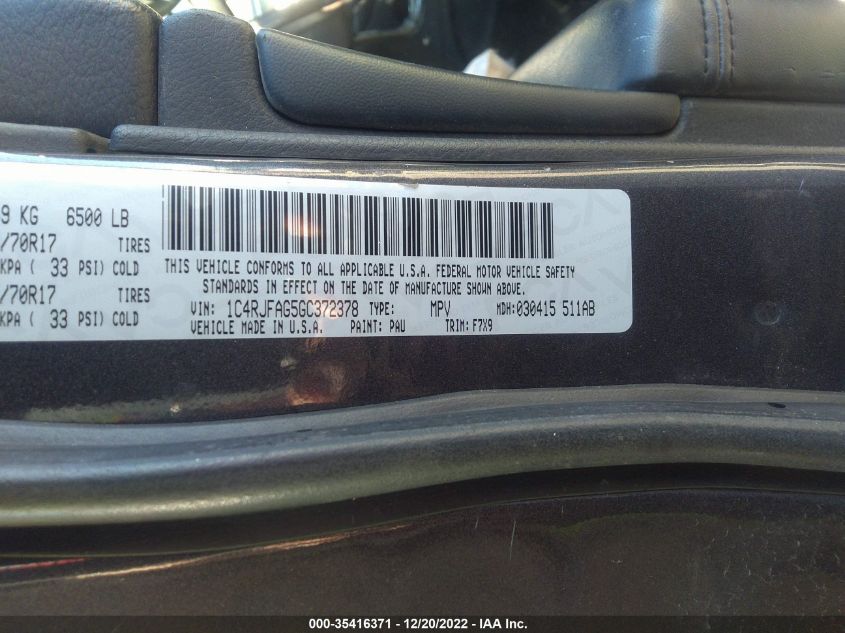 9 KG 6500 LB
/70R17 TIRES
KPA ( 33 PSI) COLD
/70R17 TIRES
KPA ( 33 PSI) COLD
THIS VEHICLE CONFORMS TO ALL APPLICABLE U.S.A. FEDERAL MOTOR VEHICLE SAFETY
STANDARDS IN EFFECT ON THE DATE OF MANUFACTURE SHOWN ABOVE.
VIN: 1C4RJFAG5GC372378 TYPE: MPV MDH: 030415 511AB
VEHICLE MADE IN U.S.A. PAINT: PAU TRIM: F7X9
000-35416371 - 12/20/2022 - IAA Inc.